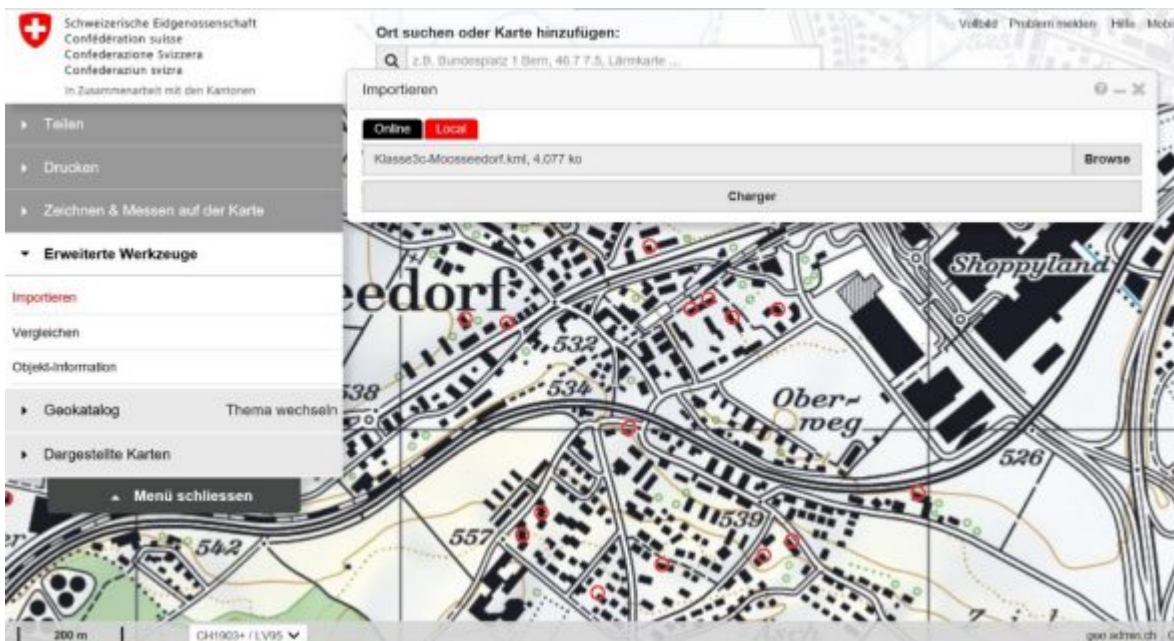 Schweizerische Eidgenossenschaft
Confédération suisse
Confederazione Svizzera
Confederaziun svizra
In Zusammenarbeit mit den Kantonen
Ort suchen oder Karte hinzufügen:
z.B. Bundesplatz 1 Bern, 46.7 7.5, Lärmkarte ...
Vollbild Problem melden Hilfe Mobi
Importieren
Online Local
Klasse3c-Moosseedorf.kml, 4.077 ko Browse
Charger
Teilen
Drucken
Zeichnen & Messen auf der Karte
Erweiterte Werkzeuge
Importieren
Vergleichen
Objekt-Information
Geokatalog Thema wechseln
Dargestellte Karten
Menü schliessen
Shoppyland
eedorf
532
534
538
Ober-
weg
526
539
557
542
200 m
CH1903+ / LV95
geo.admin.ch